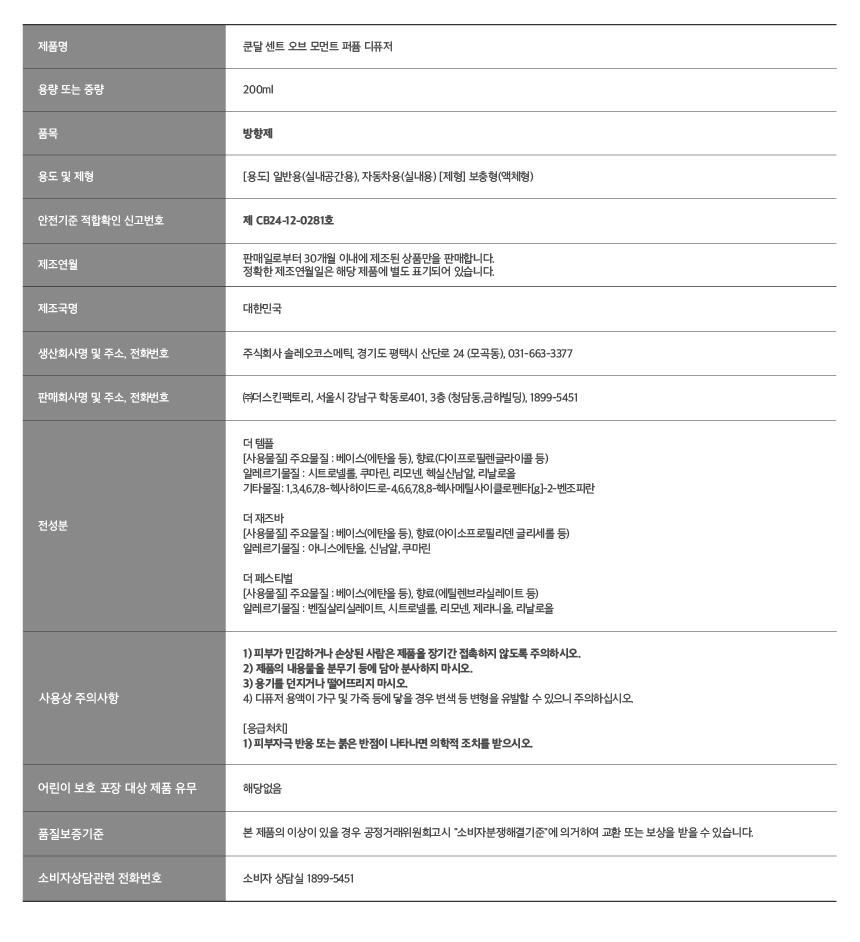 제품명
쿤달 센트 오브 모먼트 퍼퓸 디퓨저
용량 또는 중량
200ml
품목
방향제
용도 및 제형
[용도] 일반용(실내공간용), 자동차용(실내용) [제형] 보충형(액체형)
안전기준 적합확인 신고번호
제 CB24-12-0281호
제조연월
판매일로부터 30개월 이내에 제조된 상품만을 판매합니다.
정확한 제조연월일은 해당 제품에 별도 표기되어 있습니다.
제조국명
대한민국
생산회사명 및 주소, 전화번호
주식회사 솔레오코스메틱, 경기도 평택시 산단로 24 (모곡동), 031-663-3377
판매회사명 및 주소, 전화번호
㈜더스킨팩토리, 서울시 강남구 학동로401, 3층 (청담동,금하빌딩), 1899-5451
전성분
더 템플
[사용물질] 주요물질 : 베이스(에탄올 등), 향료(다이프로필렌글라이콜 등)
알레르기물질 : 시트로넬롤, 쿠마린, 리모넨, 헥실신남알, 리날로올
기타물질 : 1,3,4,6,7,8-헥사하이드로-4,6,6,7,8,8-헥사메틸사이클로펜타[g]-2-벤조피란
더 재즈바
[사용물질] 주요물질 : 베이스(에탄올 등), 향료(아이소프로필리덴 글리세롤 등)
알레르기물질 : 아니스에탄올, 신남알, 쿠마린
더 페스티벌
[사용물질] 주요물질 : 베이스(에탄올 등), 향료(에틸렌브라실레이트 등)
알레르기물질 : 벤질살리실레이트, 시트로넬롤, 리모넨, 제라니올, 리날로올
사용상 주의사항
1) 피부가 민감하거나 손상된 사람은 제품을 장기간 접촉하지 않도록 주의하시오.
2) 제품의 내용물을 분무기 등에 담아 분사하지 마시오.
3) 용기를 던지거나 떨어뜨리지 마시오.
4) 디퓨저 용액이 가구 및 가죽 등에 닿을 경우 변색 등 변형을 유발할 수 있으니 주의하십시오.
[응급처치]
1) 피부자극 반응 또는 붉은 반점이 나타나면 의학적 조치를 받으시오.
어린이 보호 포장 대상 제품 유무
해당없음
품질보증기준
본 제품의 이상이 있을 경우 공정거래위원회고시 "소비자분쟁해결기준"에 의거하여 교환 또는 보상을 받을 수 있습니다.
소비자상담관련 전화번호
소비자 상담실 1899-5451